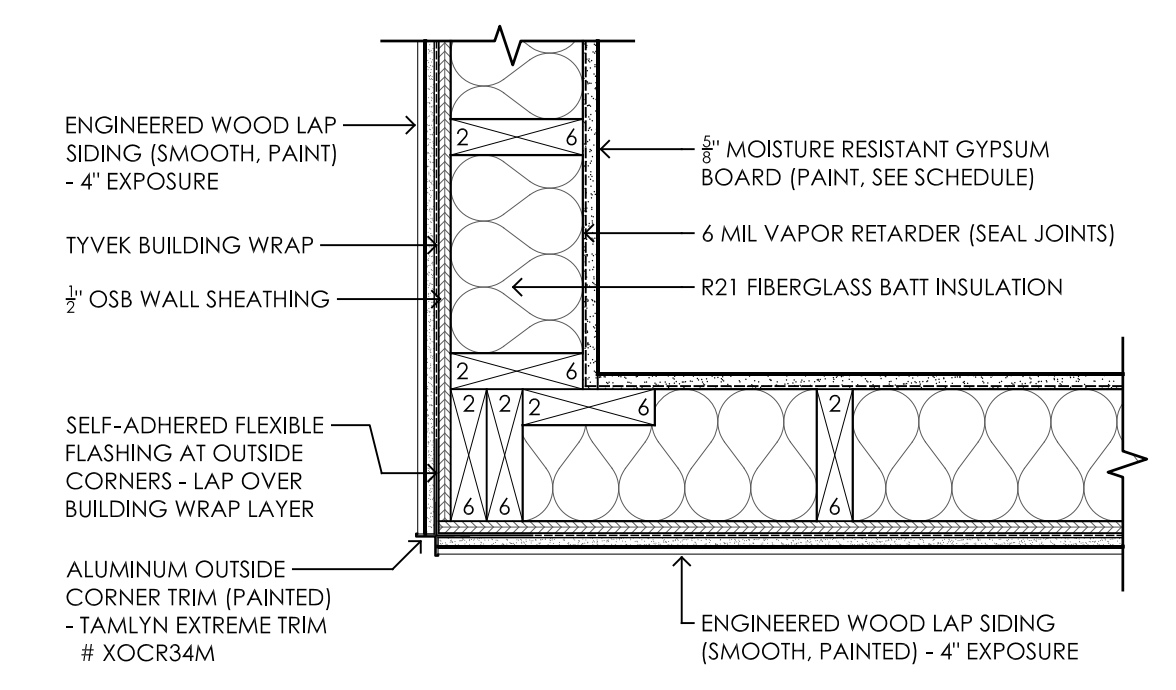 ENGINEERED WOOD LAP
SIDING (SMOOTH, PAINT)
- 4" EXPOSURE
TYVEK BUILDING WRAP
1/2" OSB WALL SHEATHING
SELF-ADHERED FLEXIBLE
FLASHING AT OUTSIDE
CORNERS - LAP OVER
BUILDING WRAP LAYER
ALUMINUM OUTSIDE
CORNER TRIM (PAINTED)
- TAMLYN EXTREME TRIM
# XOCR34M
2 6
2 6
2 2 2 6 2
6 6 6
5/8" MOISTURE RESISTANT GYPSUM
BOARD (PAINT, SEE SCHEDULE)
6 MIL VAPOR RETARDER (SEAL JOINTS)
R21 FIBERGLASS BATT INSULATION
ENGINEERED WOOD LAP SIDING
(SMOOTH, PAINTED) - 4" EXPOSURE